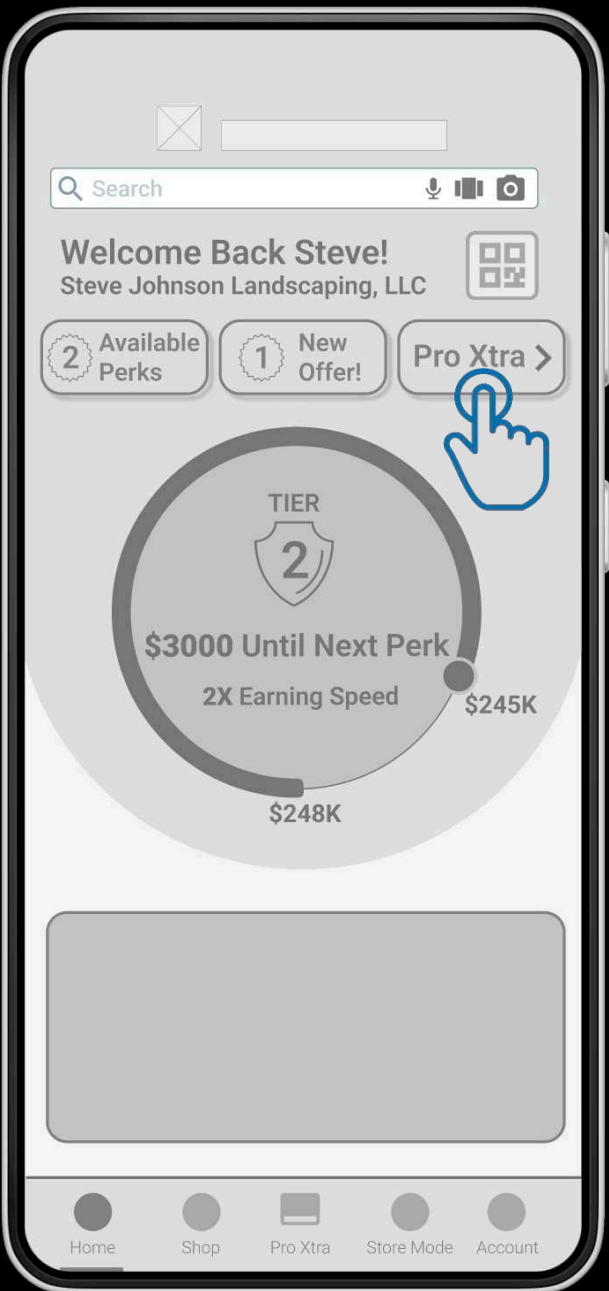 Search
Welcome Back Steve!
Steve Johnson Landscaping, LLC
2 Available
Perks
1 New
Offer!
Pro Xtra
TIER
2
$3000 Until Next Perk
2X Earning Speed
$245K
$248K
Home Shop Pro Xtra Store Mode Account